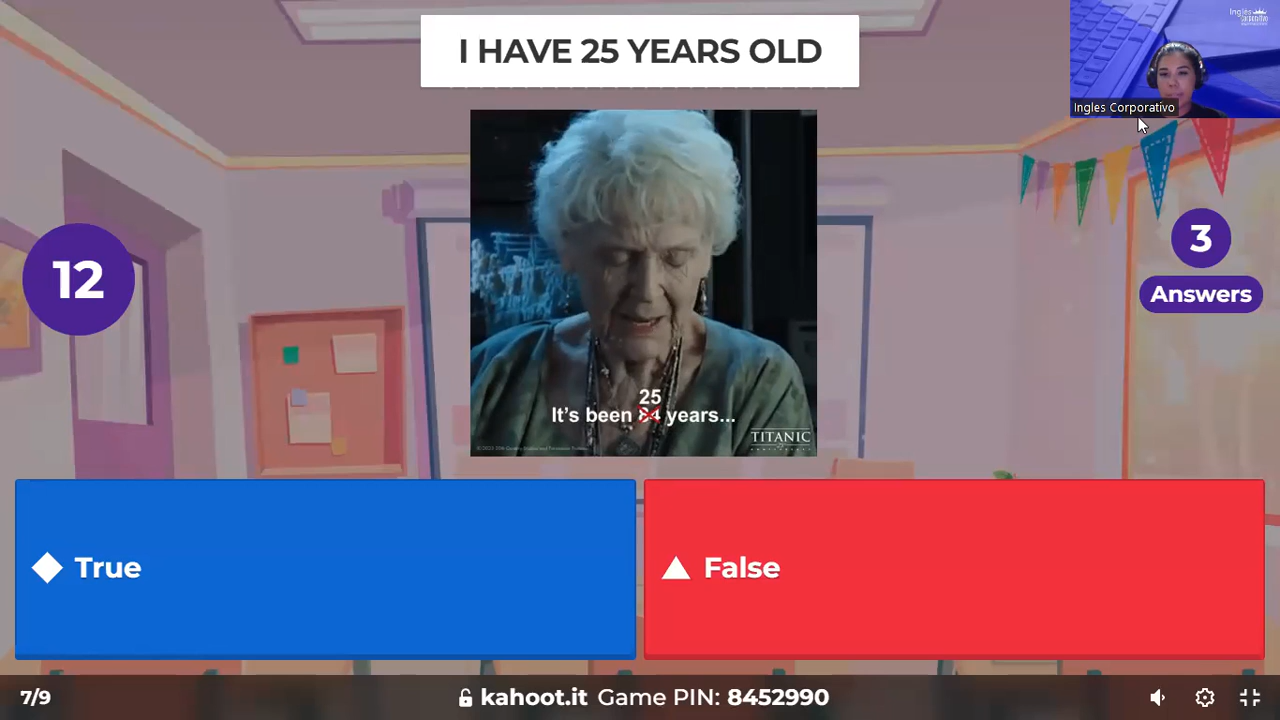 I HAVE 25 YEARS OLD
Ingles
Ingles Corporativo
12
3
Answers
25
It's been 84 years...
TITANIC
True
False
7/9
kahoot.it Game PIN: 8452990